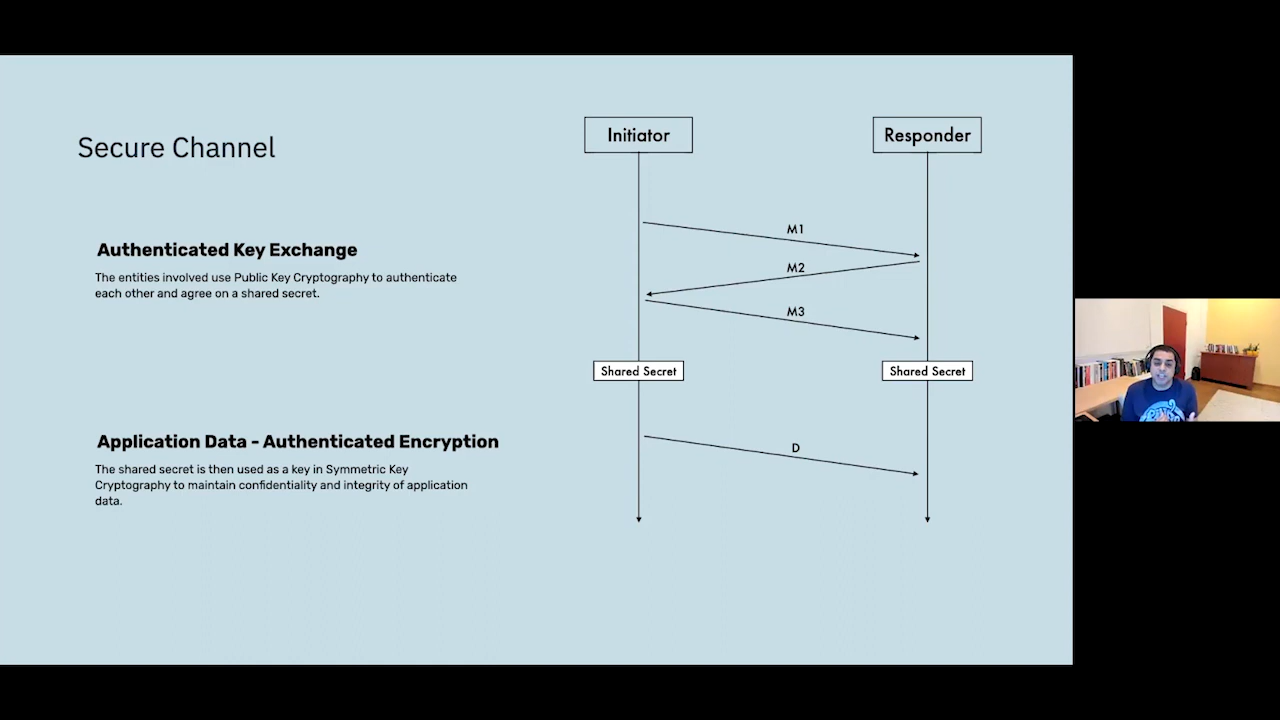 Secure Channel
Authenticated Key Exchange
The entities involved use Public Key Cryptography to authenticate
each other and agree on a shared secret.
Application Data - Authenticated Encryption
The shared secret is then used as a key in Symmetric Key
Cryptography to maintain confidentiality and integrity of application
data.
Initiator
Responder
M1
M2
M3
Shared Secret
Shared Secret
D